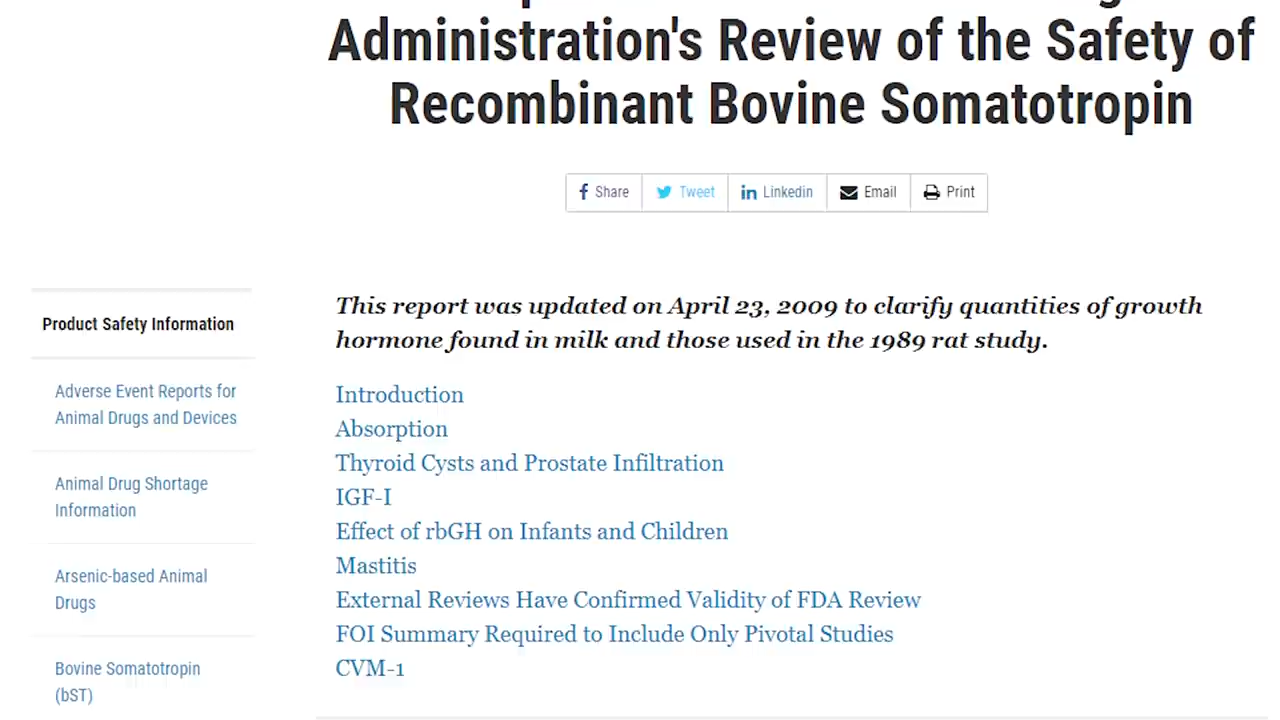 Administration's Review of the Safety of
Recombinant Bovine Somatotropin
Share
Tweet
Linkedin
Email
Print
Product Safety Information
Adverse Event Reports for
Animal Drugs and Devices
Animal Drug Shortage
Information
Arsenic-based Animal
Drugs
Bovine Somatotropin
(bST)
This report was updated on April 23, 2009 to clarify quantities of growth
hormone found in milk and those used in the 1989 rat study.
Introduction
Absorption
Thyroid Cysts and Prostate Infiltration
IGF-I
Effect of rbGH on Infants and Children
Mastitis
External Reviews Have Confirmed Validity of FDA Review
FOI Summary Required to Include Only Pivotal Studies
CVM-1